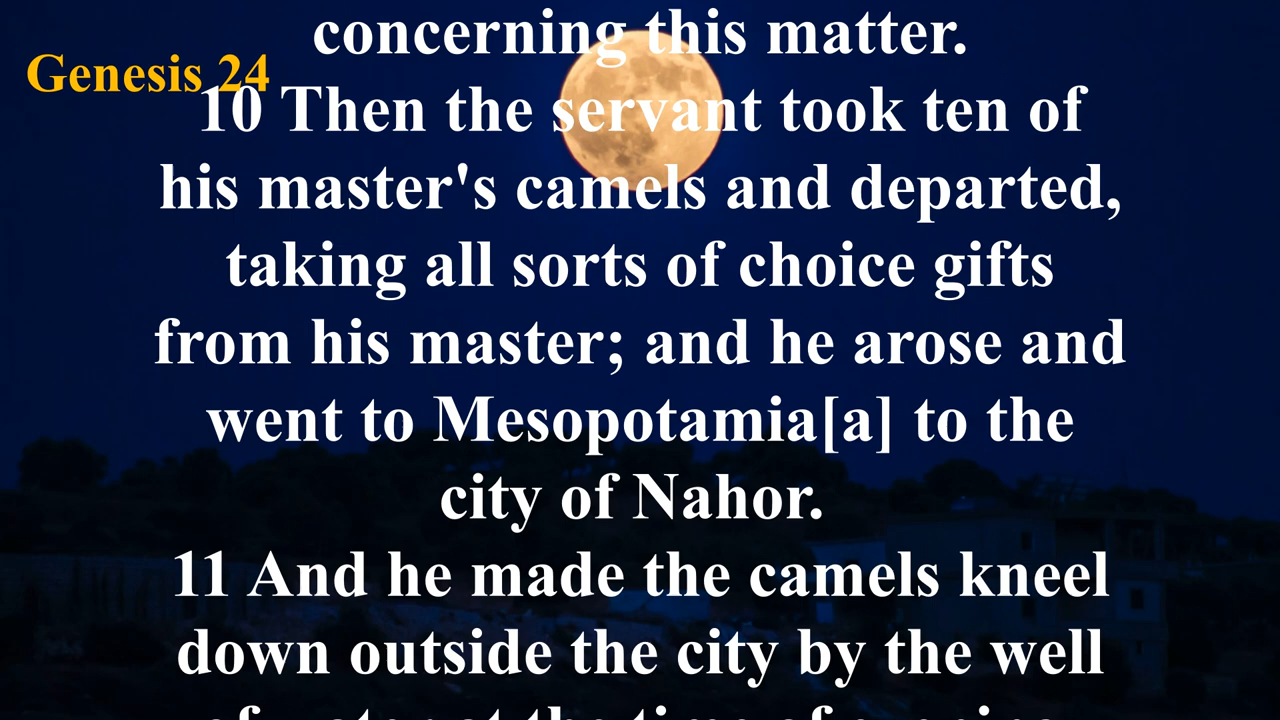 concerning this matter.
Genesis 24
10 Then the servant took ten of
his master's camels and departed,
taking all sorts of choice gifts
from his master; and he arose and
went to Mesopotamia[a] to the
city of Nahor.
11 And he made the camels kneel
down outside the city by the well